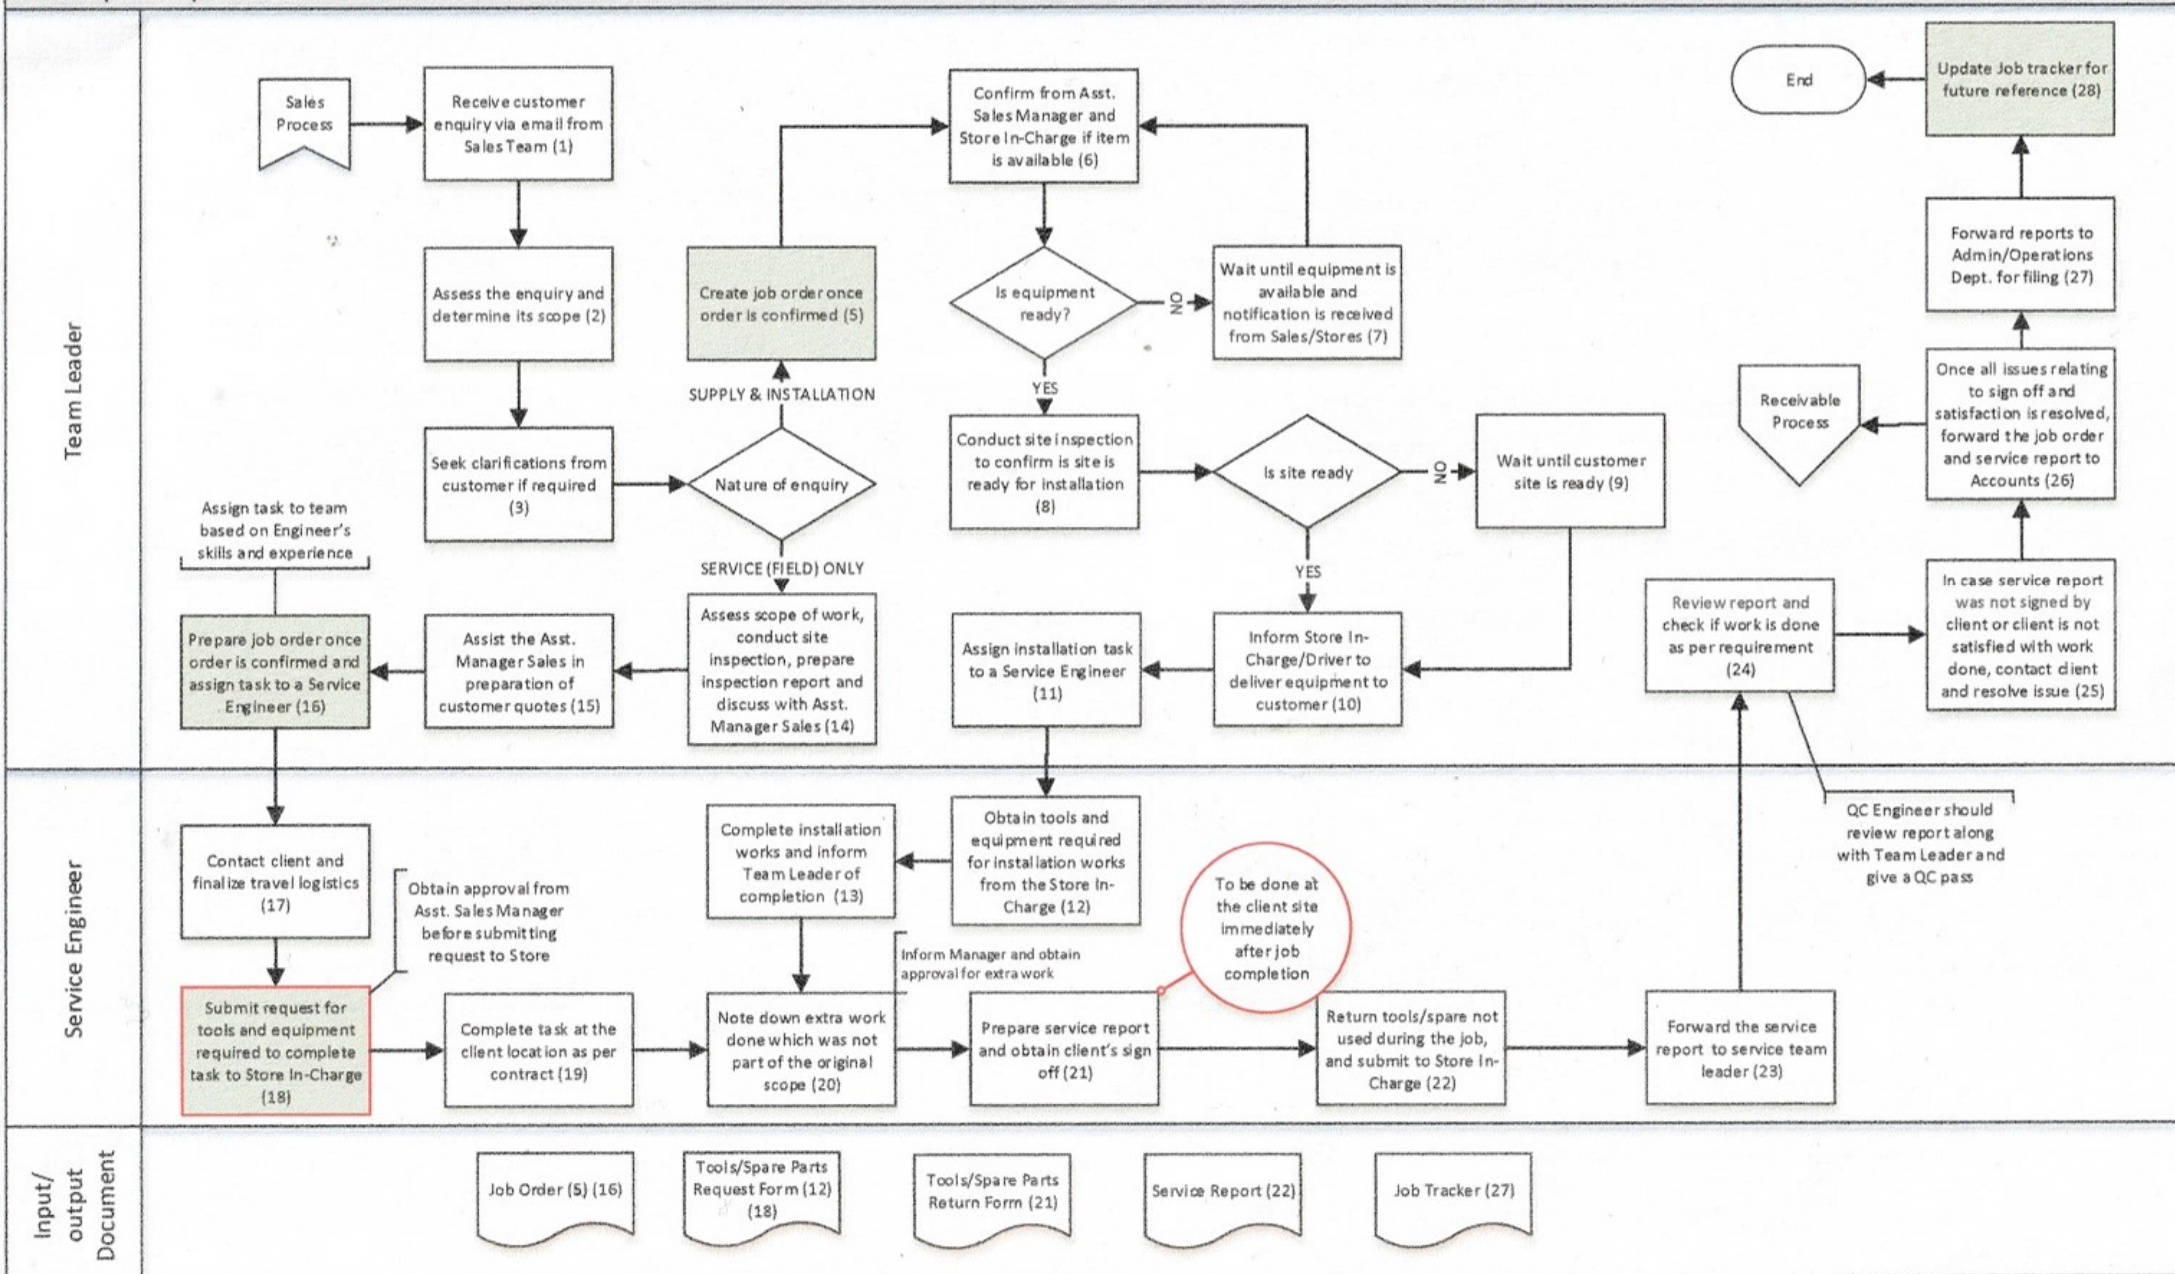 Team Leader
Sales
Process
Receive customer
enquiry via email from
Sales Team (1)
Assess the enquiry and
determine its scope (2)
Seek clarifications from
customer if required
(3)
Nature of enquiry
SUPPLY & INSTALLATION
Create job order once
order is confirmed (5)
SERVICE (FIELD) ONLY
Assess scope of work,
conduct site
inspection, prepare
inspection report and
discuss with Asst.
Manager Sales (14)
Assist the Asst.
Manager Sales in
preparation of
customer quotes (15)
Assign task to team
based on Engineer's
skills and experience
Prepare job order once
order is confirmed and
assign task to a Service
Engineer (16)
Confirm from Asst.
Sales Manager and
Store In-Charge if item
is available (6)
Is equipment
ready?
NO
Wait until equipment is
available and
notification is received
from Sales/Stores (7)
YES
Conduct site inspection
to confirm is site is
ready for installation
(8)
Is site ready
NO
Wait until customer
site is ready (9)
YES
Inform Store In-
Charge/Driver to
deliver equipment to
customer (10)
Assign installation task
to a Service Engineer
(11)
End
Update Job tracker for
future reference (28)
Forward reports to
Admin/Operations
Dept. for filing (27)
Receivable
Process
Once all issues relating
to sign off and
satisfaction is resolved,
forward the job order
and service report to
Accounts (26)
Review report and
check if work is done
as per requirement
(24)
In case service report
was not signed by
client or client is not
satisfied with work
done, contact client
and resolve issue (25)
Service Engineer
Contact client and
finalize travel logistics
(17)
Obtain approval from
Asst. Sales Manager
before submitting
request to Store
Submit request for
tools and equipment
required to complete
task to Store In-Charge
(18)
Complete task at the
client location as per
contract (19)
Complete installation
works and inform
Team Leader of
completion (13)
Obtain tools and
equipment required
for installation works
from the Store In-
Charge (12)
Inform Manager and obtain
approval for extra work
Note down extra work
done which was not
part of the original
scope (20)
Prepare service report
and obtain client's sign
off (21)
To be done at
the client site
immediately
after job
completion
Return tools/spare not
used during the job,
and submit to Store In-
Charge (22)
Forward the service
report to service team
leader (23)
QC Engineer should
review report along
with Team Leader and
give a QC pass
Input/
output
Document
Job Order (5) (16)
Tools/Spare Parts
Request Form (12)
(18)
Tools/Spare Parts
Return Form (21)
Service Report (22)
Job Tracker (27)